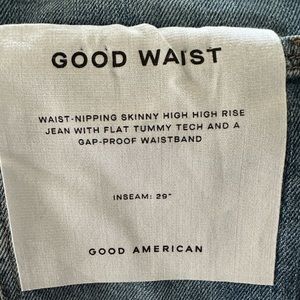 GOOD WAIST
WAIST-NIPPING SKINNY HIGH HIGH RISE
JEAN WITH FLAT TUMMY TECH AND A
GAP-PROOF WAISTBAND
INSEAM: 29"
GOOD AMERICAN